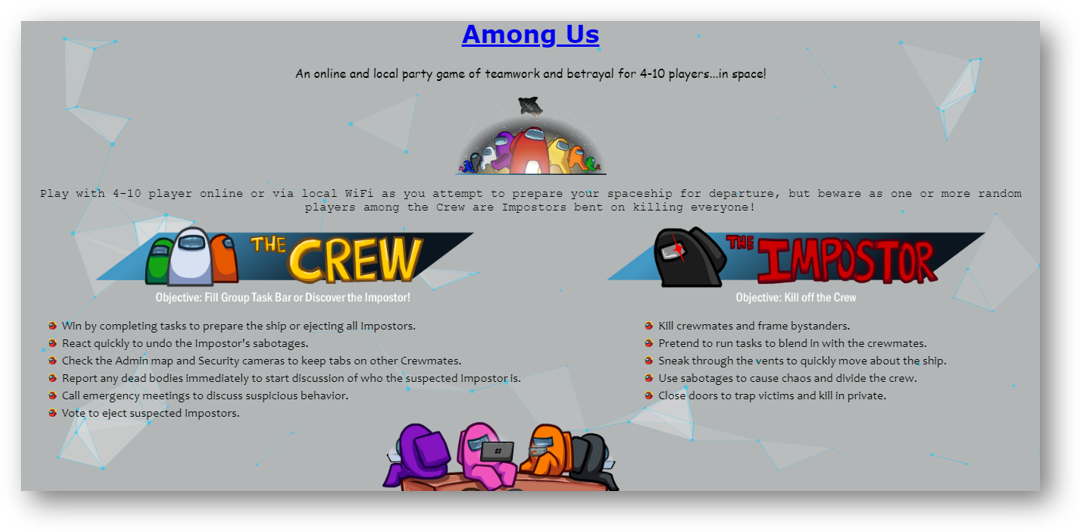 Among Us
An online and local party game of teamwork and betrayal for 4-10 players...in space!
Play with 4-10 player online or via local WiFi as you attempt to prepare your spaceship for departure, but beware as one or more random
players among the Crew are Impostors bent on killing everyone!
THE CREW
Objective: Fill Group Task Bar or Discover the Impostor!
Win by completing tasks to prepare the ship or ejecting all Impostors.
React quickly to undo the Impostor's sabotages.
Check the Admin map and Security cameras to keep tabs on other Crewmates.
Report any dead bodies immediately to start discussion of who the suspected Impostor is.
Call emergency meetings to discuss suspicious behavior.
Vote to eject suspected Impostors.
THE IMPOSTOR
Objective: Kill off the Crew
Kill crewmates and frame bystanders.
Pretend to run tasks to blend in with the crewmates.
Sneak through the vents to quickly move about the ship.
Use sabotages to cause chaos and divide the crew.
Close doors to trap victims and kill in private.